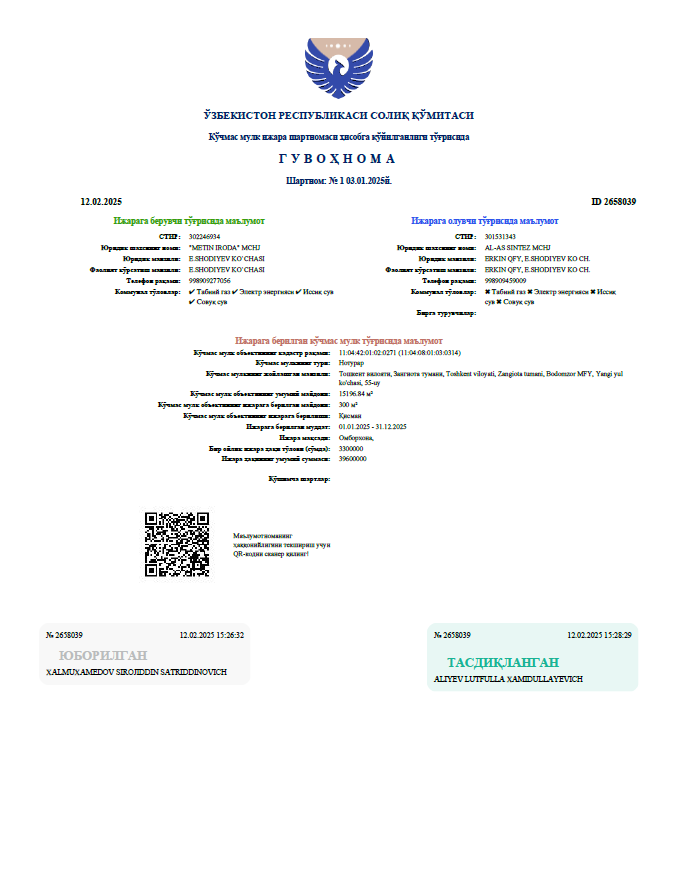 ЎЗБЕКИСТОН РЕСПУБЛИКАСИ СОЛИҚ ҚЎМИТАСИ
Кўчмас мулк ижара шартномаси ҳисобга қўйилганлиги тўғрисида
ГУВОҲНОМА
Шартнома: № 1 03.01.2025й.
12.02.2025 ID 2658039
Ижарага берувчи тўғрисида маълумот
СТИР: 302246934
Юридик шахснинг номи: "METIN IRODA" MCHJ
Юридик манзили: E.SHODIYEV KO`CHASI
Фаолият кўрсатиш манзили: E.SHODIYEV KO`CHASI
Телефон рақами: 998909277056
Коммунал тўловлар: ✔ Табиий газ ✔ Электр энергияси ✔ Иссиқ сув
✔ Совуқ сув
Ижарага олувчи тўғрисида маълумот
СТИР: 301531343
Юридик шахснинг номи: AL-AS SINTEZ MCHJ
Юридик манзили: ERKIN QFY, E.SHODIYEV KO CH.
Фаолият кўрсатиш манзили: ERKIN QFY, E.SHODIYEV KO CH.
Телефон рақами: 998909459009
Коммунал тўловлар: ✖ Табиий газ ✖ Электр энергияси ✖ Иссиқ
сув ✖ Совуқ сув
Бирга турувчилар:
Ижарага берилган кўчмас мулк тўғрисида маълумот
Кўчмас мулк объектининг кадастр рақами: 11:04:42:01:02:0271 (11:04:08:01:03:0314)
Кўчмас мулкнинг тури: Нотурар
Кўчмас мулкнинг жойлашган манзили: Тошкент вилояти, Зангиота тумани, Toshkent viloyati, Zangiota tumani, Bodomzor MFY, Yangi yul
ko'chasi, 55-uy
Кўчмас мулк объектининг умумий майдони: 15196.84 м²
Кўчмас мулк объектининг ижарага берилган майдони: 300 м²
Кўчмас мулк объектининг ижарага берилиши: Қисман
Ижарага берилган муддат: 01.01.2025 - 31.12.2025
Ижара мақсади: Омборхона,
Бир ойлик ижара ҳақи тўлови (сўмда): 3300000
Ижара ҳақининг умумий суммаси: 39600000
Қўшимча шартлар:
Маълумотноманинг
ҳаққонийлигини текшириш учун
QR-кодни сканер қилинг!
№ 2658039 12.02.2025 15:26:32
ЮБОРИЛГАН
XALMUXAMEDOV SIROJIDDIN SATRIDDINOVICH
№ 2658039 12.02.2025 15:28:29
ТАСДИҚЛАНГАН
ALIYEV LUTFULLA XAMIDULLAYEVICH